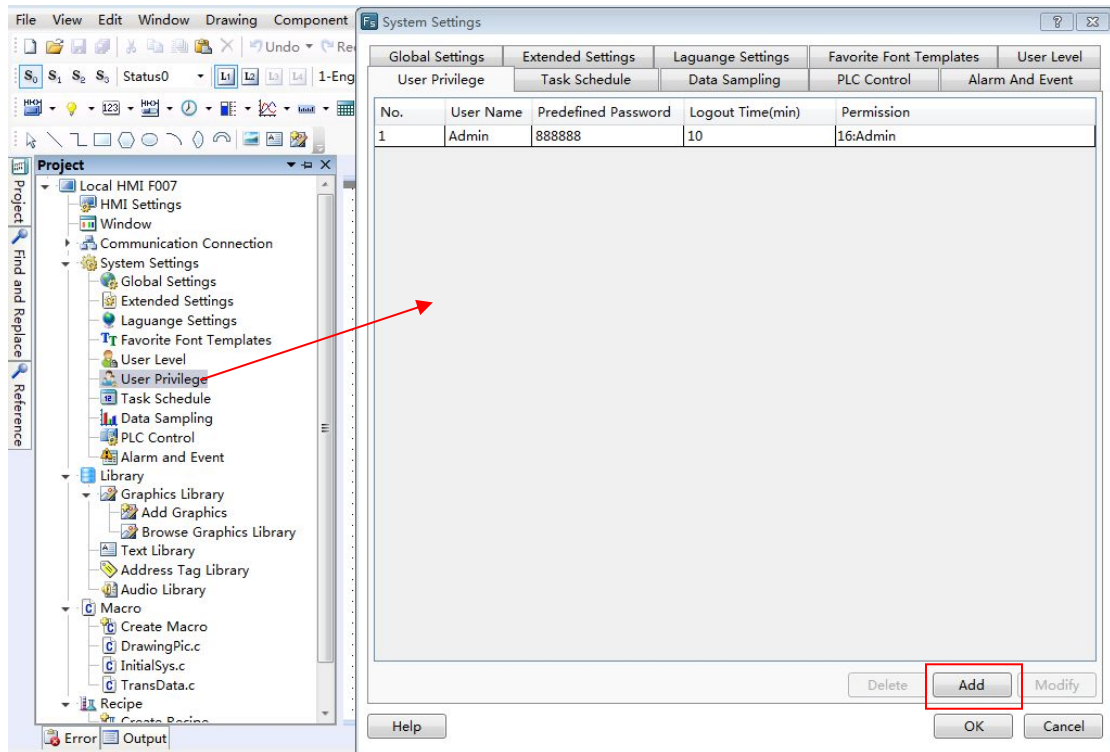 File View Edit Window Drawing Component
Undo Re
S0 S1 S2 S3 Status0 L1 L2 L3 L4 1-Eng
123
Project
Project
Find and Replace
Reference
Local HMI F007
HMI Settings
Window
Communication Connection
System Settings
Global Settings
Extended Settings
Laguange Settings
Favorite Font Templates
User Level
User Privilege
Task Schedule
Data Sampling
PLC Control
Alarm and Event
Library
Graphics Library
Add Graphics
Browse Graphics Library
Text Library
Address Tag Library
Audio Library
Macro
Create Macro
DrawingPic.c
InitialSys.c
TransData.c
Recipe
Create Recipe
Error Output
System Settings
Global Settings Extended Settings Laguange Settings Favorite Font Templates User Level
User Privilege Task Schedule Data Sampling PLC Control Alarm And Event
No. User Name Predefined Password Logout Time(min) Permission
1 Admin 888888 10 16:Admin
Delete Add Modify
Help OK Cancel